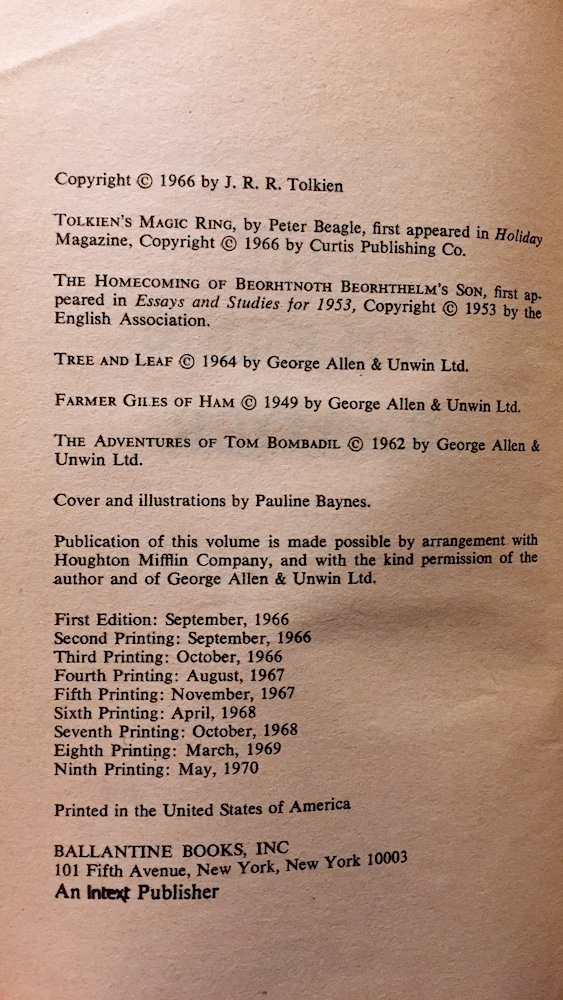 Copyright © 1966 by J. R. R. Tolkien
TOLKIEN'S MAGIC RING, by Peter Beagle, first appeared in Holiday
Magazine, Copyright © 1966 by Curtis Publishing Co.
THE HOMECOMING OF BEORHTNOTH BEORHTHELM'S SON, first ap-
peared in Essays and Studies for 1953, Copyright © 1953 by the
English Association.
TREE AND LEAF © 1964 by George Allen & Unwin Ltd.
FARMER GILES OF HAM © 1949 by George Allen & Unwin Ltd.
THE ADVENTURES OF TOM BOMBADIL © 1962 by George Allen &
Unwin Ltd.
Cover and illustrations by Pauline Baynes.
Publication of this volume is made possible by arrangement with
Houghton Mifflin Company, and with the kind permission of the
author and of George Allen & Unwin Ltd.
First Edition: September, 1966
Second Printing: September, 1966
Third Printing: October, 1966
Fourth Printing: August, 1967
Fifth Printing: November, 1967
Sixth Printing: April, 1968
Seventh Printing: October, 1968
Eighth Printing: March, 1969
Ninth Printing: May, 1970
Printed in the United States of America
BALLANTINE BOOKS, INC
101 Fifth Avenue, New York, New York 10003
An Intext Publisher